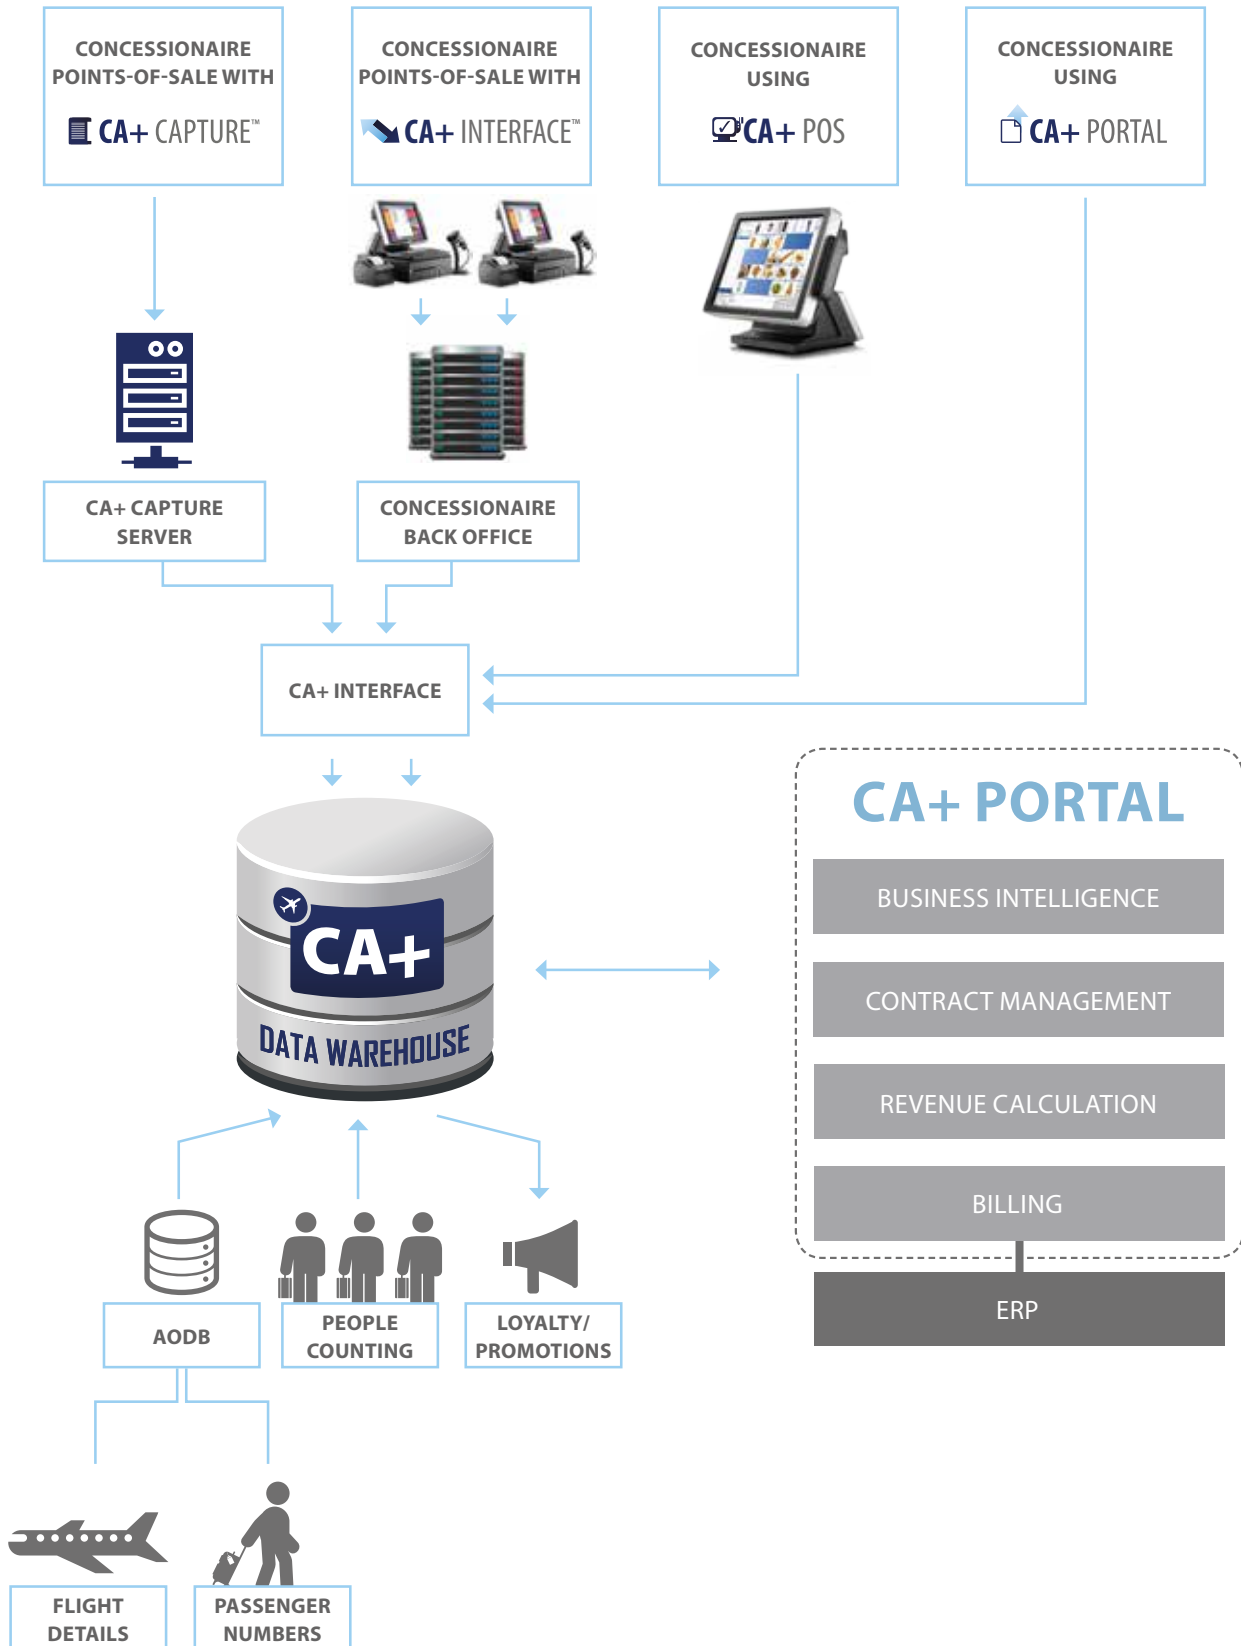 CONCESSIONAIRE
POINTS-OF-SALE WITH
CA+ CAPTURE™
CONCESSIONAIRE
POINTS-OF-SALE WITH
CA+ INTERFACE™
CONCESSIONAIRE
USING
CA+ POS
CONCESSIONAIRE
USING
CA+ PORTAL
CA+ CAPTURE
SERVER
CONCESSIONAIRE
BACK OFFICE
CA+ INTERFACE
CA+
DATA WAREHOUSE
CA+ PORTAL
BUSINESS INTELLIGENCE
CONTRACT MANAGEMENT
REVENUE CALCULATION
BILLING
ERP
AODB
PEOPLE
COUNTING
LOYALTY/
PROMOTIONS
FLIGHT
DETAILS
PASSENGER
NUMBERS